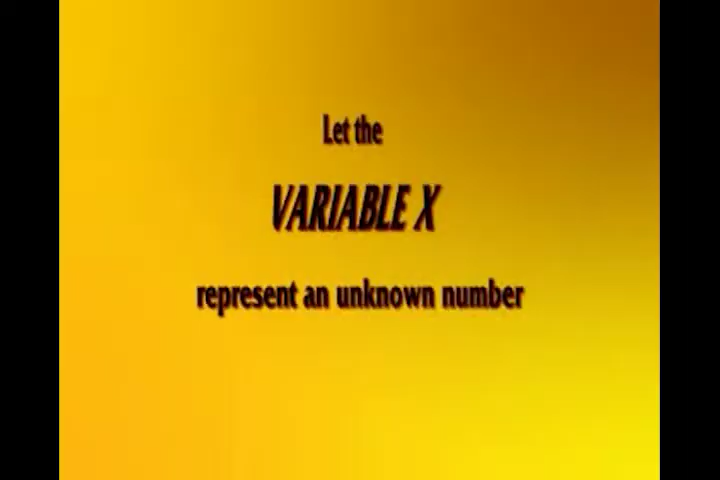 Let the
VARIABLE X
represent an unknown number